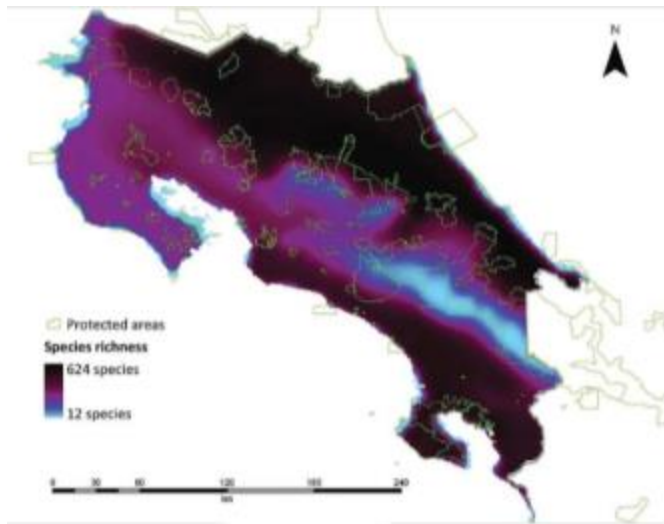 N
Protected areas
Species richness
624 species
12 species
0 30 60 120 180 240
km